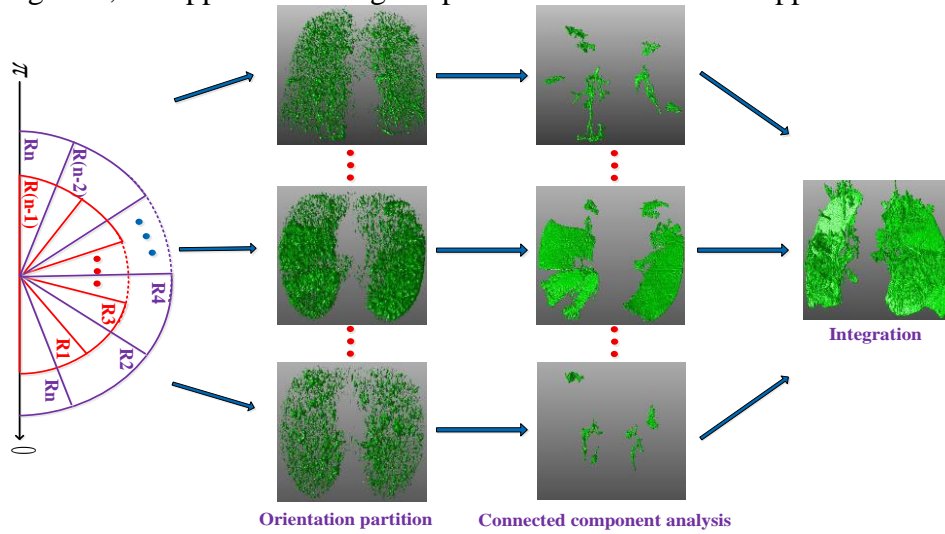 π
Rn
R(n-2)
R(n-1)
R4
R3
R2
R1
Rn
0
Integration
Orientation partition
Connected component analysis